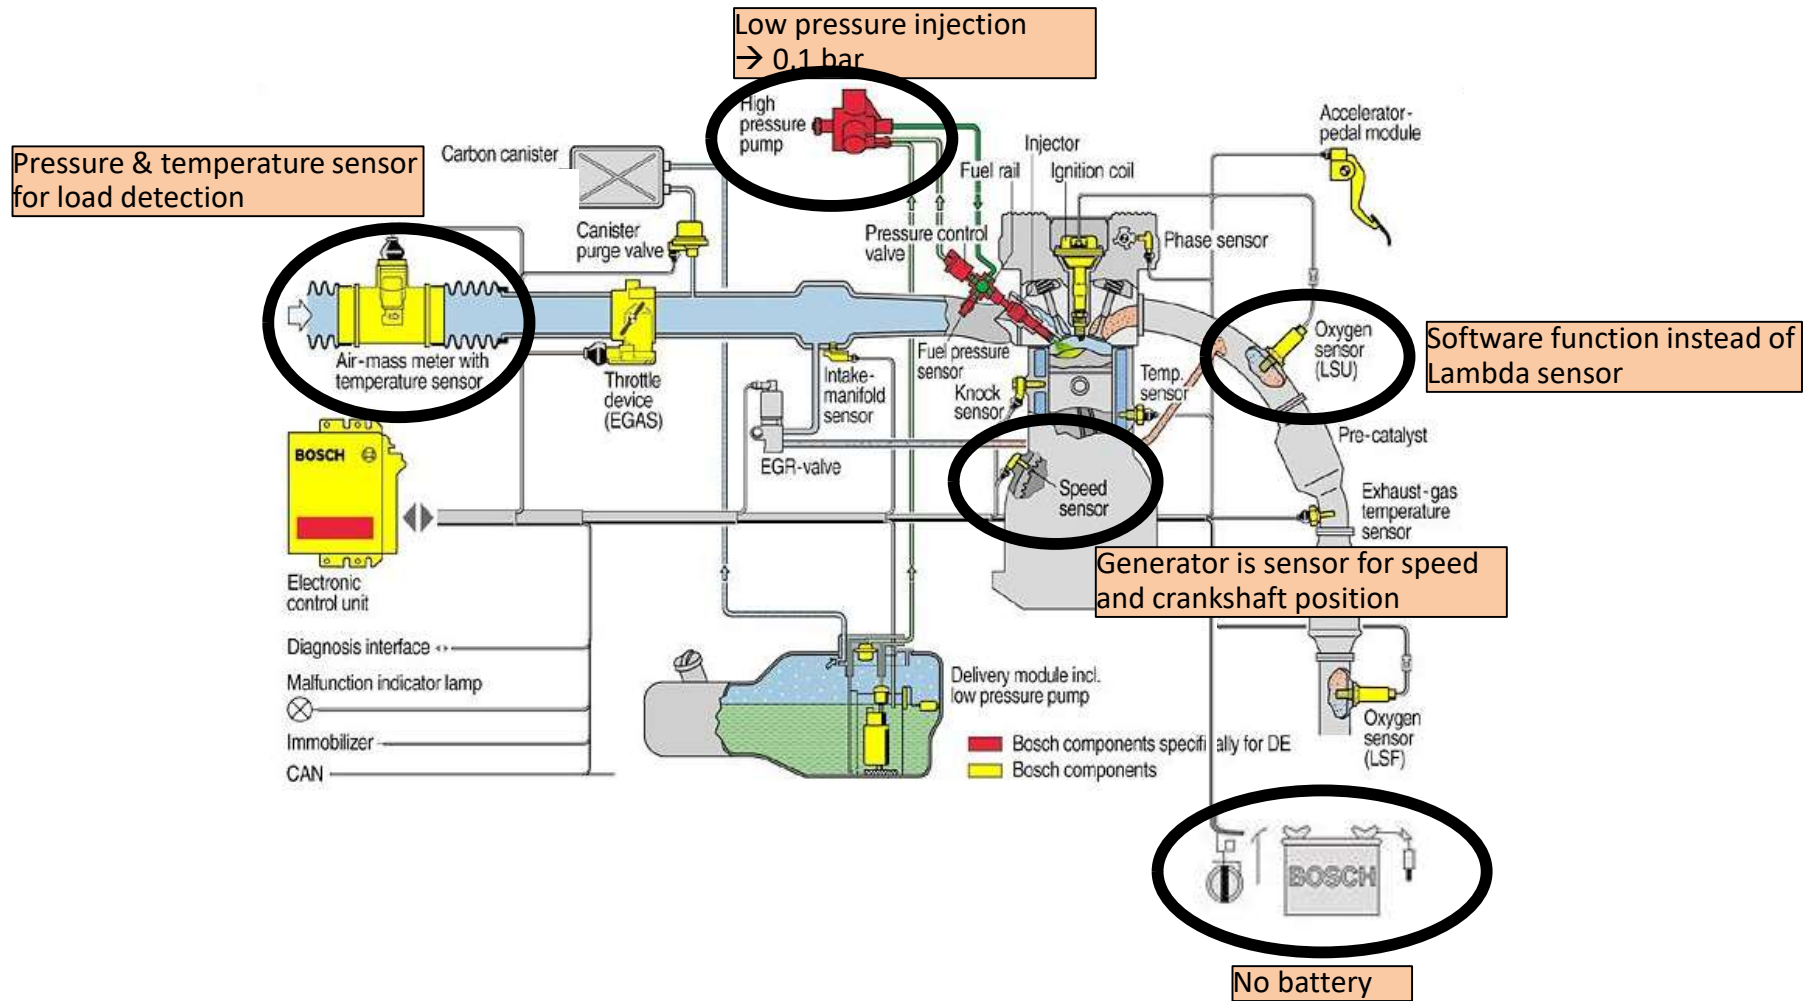 Low pressure injection
→ 0,1 bar
High
pressure
pump
Accelerator-
pedal module
Pressure & temperature sensor
for load detection
Carbon canister
Injector
Fuel rail
Ignition coil
Canister
purge valve
Pressure control
valve
Phase sensor
Air-mass meter with
temperature sensor
Throttle
device
(EGAS)
Intake-
manifold
sensor
Fuel pressure
sensor
Knock
sensor
Temp.
sensor
Oxygen
sensor
(LSU)
Software function instead of
Lambda sensor
Pre-catalyst
BOSCH
EGR-valve
Speed
sensor
Exhaust-gas
temperature
sensor
Generator is sensor for speed
and crankshaft position
Electronic
control unit
Diagnosis interface
Malfunction indicator lamp
Immobilizer
CAN
Delivery module incl.
low pressure pump
Bosch components specifi ally for DE
Bosch components
Oxygen
sensor
(LSF)
BOSCH
No battery